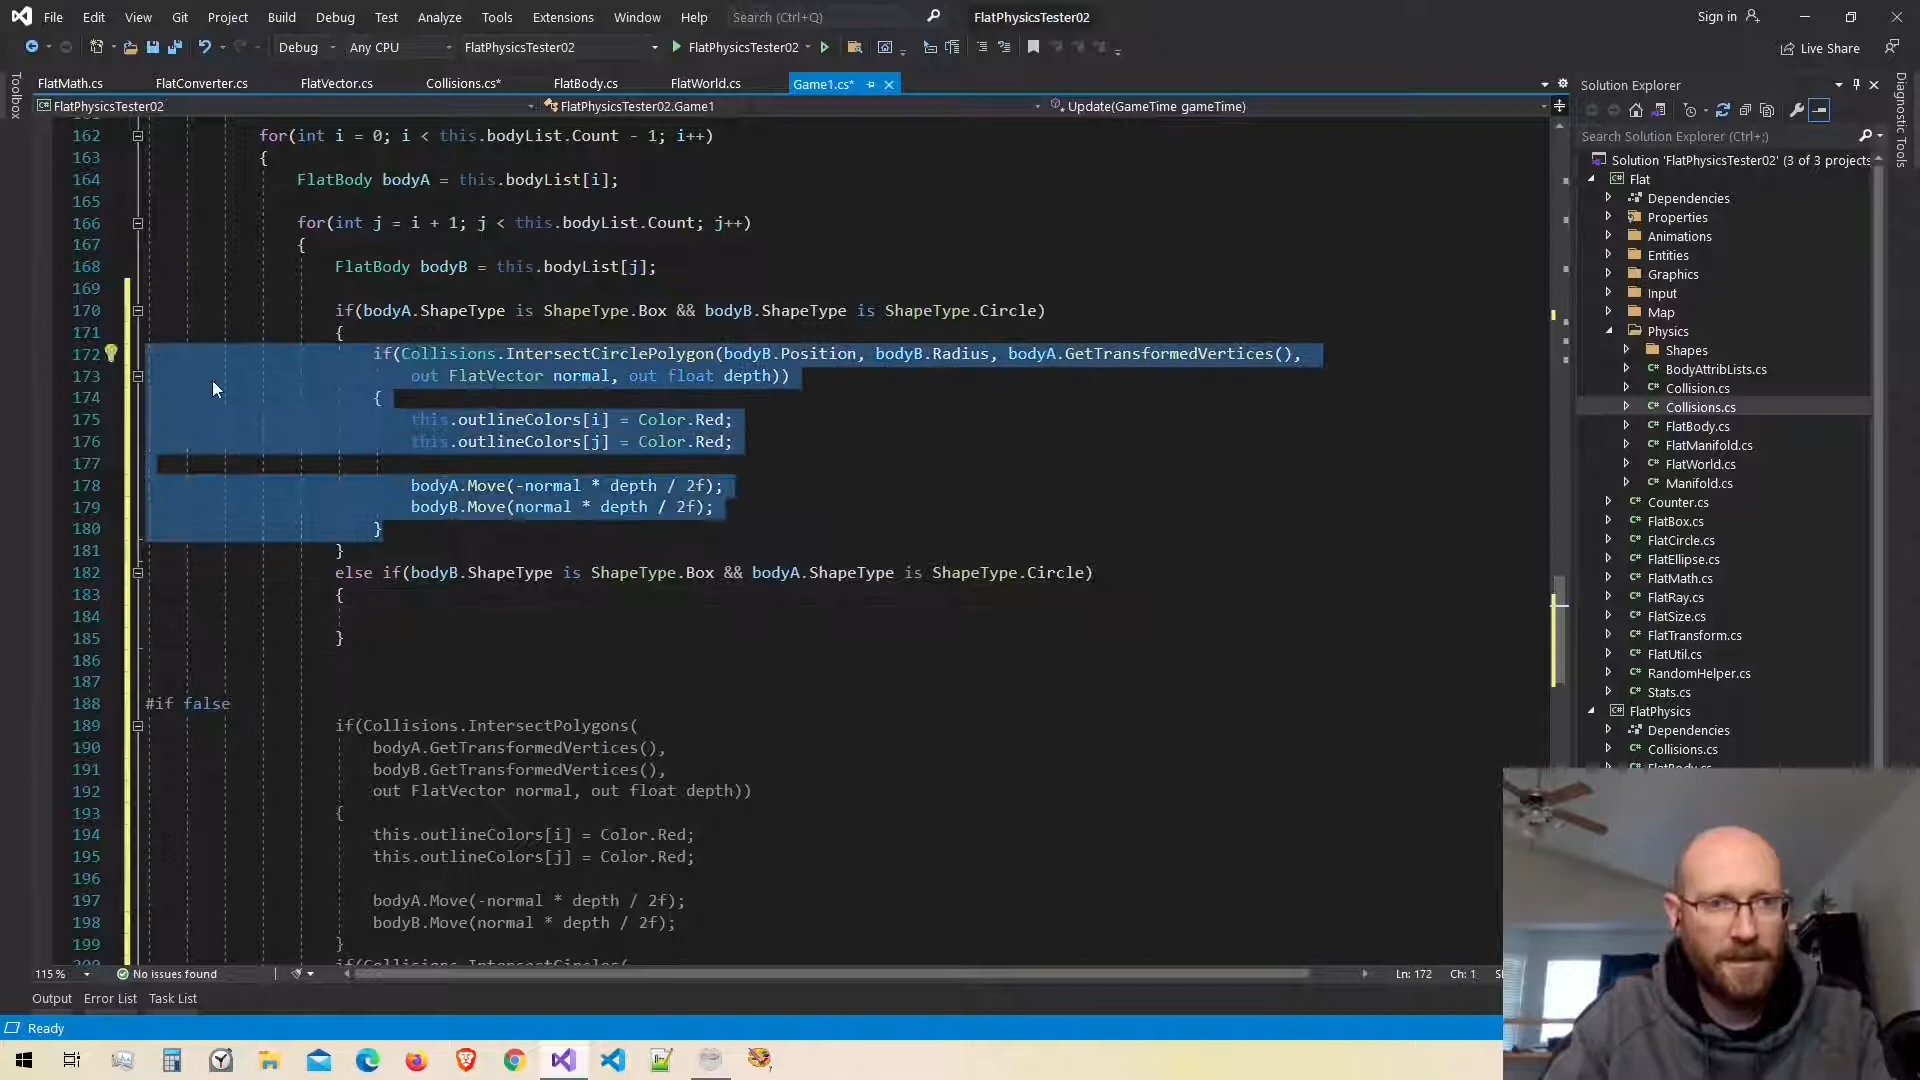 File Edit View Git Project Build Debug Test Analyze Tools Extensions Window Help Search (Ctrl+Q) FlatPhysicsTester02 Sign in
Debug Any CPU FlatPhysicsTester02 FlatPhysicsTester02 Live Share
Toolbox
FlatMath.cs FlatConverter.cs FlatVector.cs Collisions.cs* FlatBody.cs FlatWorld.cs Game1.cs*
FlatPhysicsTester02 FlatPhysicsTester02.Game1 Update(GameTime gameTime)
162 for(int i = 0; i < this.bodyList.Count - 1; i++)
163 {
164 FlatBody bodyA = this.bodyList[i];
165
166 for(int j = i + 1; j < this.bodyList.Count; j++)
167 {
168 FlatBody bodyB = this.bodyList[j];
169
170 if(bodyA.ShapeType is ShapeType.Box && bodyB.ShapeType is ShapeType.Circle)
171 {
172 if(Collisions.IntersectCirclePolygon(bodyB.Position, bodyB.Radius, bodyA.GetTransformedVertices(),
173 out FlatVector normal, out float depth))
174 {
175 this.outlineColors[i] = Color.Red;
176 this.outlineColors[j] = Color.Red;
177
178 bodyA.Move(-normal * depth / 2f);
179 bodyB.Move(normal * depth / 2f);
180 }
181 }
182 else if(bodyB.ShapeType is ShapeType.Box && bodyA.ShapeType is ShapeType.Circle)
183 {
184
185 }
186
187
188 #if false
189 if(Collisions.IntersectPolygons(
190 bodyA.GetTransformedVertices(),
191 bodyB.GetTransformedVertices(),
192 out FlatVector normal, out float depth))
193 {
194 this.outlineColors[i] = Color.Red;
195 this.outlineColors[j] = Color.Red;
196
197 bodyA.Move(-normal * depth / 2f);
198 bodyB.Move(normal * depth / 2f);
199 }
if(Collisions.IntersectCircles(
115 % No issues found Ln: 172 Ch: 1
Output Error List Task List
Ready
Solution Explorer
Search Solution Explorer (Ctrl+;)
Solution 'FlatPhysicsTester02' (3 of 3 projects
Flat
Dependencies
Properties
Animations
Entities
Graphics
Input
Map
Physics
Shapes
BodyAttribLists.cs
Collision.cs
Collisions.cs
FlatBody.cs
FlatManifold.cs
FlatWorld.cs
Manifold.cs
Counter.cs
FlatBox.cs
FlatCircle.cs
FlatEllipse.cs
FlatMath.cs
FlatRay.cs
FlatSize.cs
FlatTransform.cs
FlatUtil.cs
RandomHelper.cs
Stats.cs
FlatPhysics
Dependencies
Collisions.cs
Diagnostic Tools